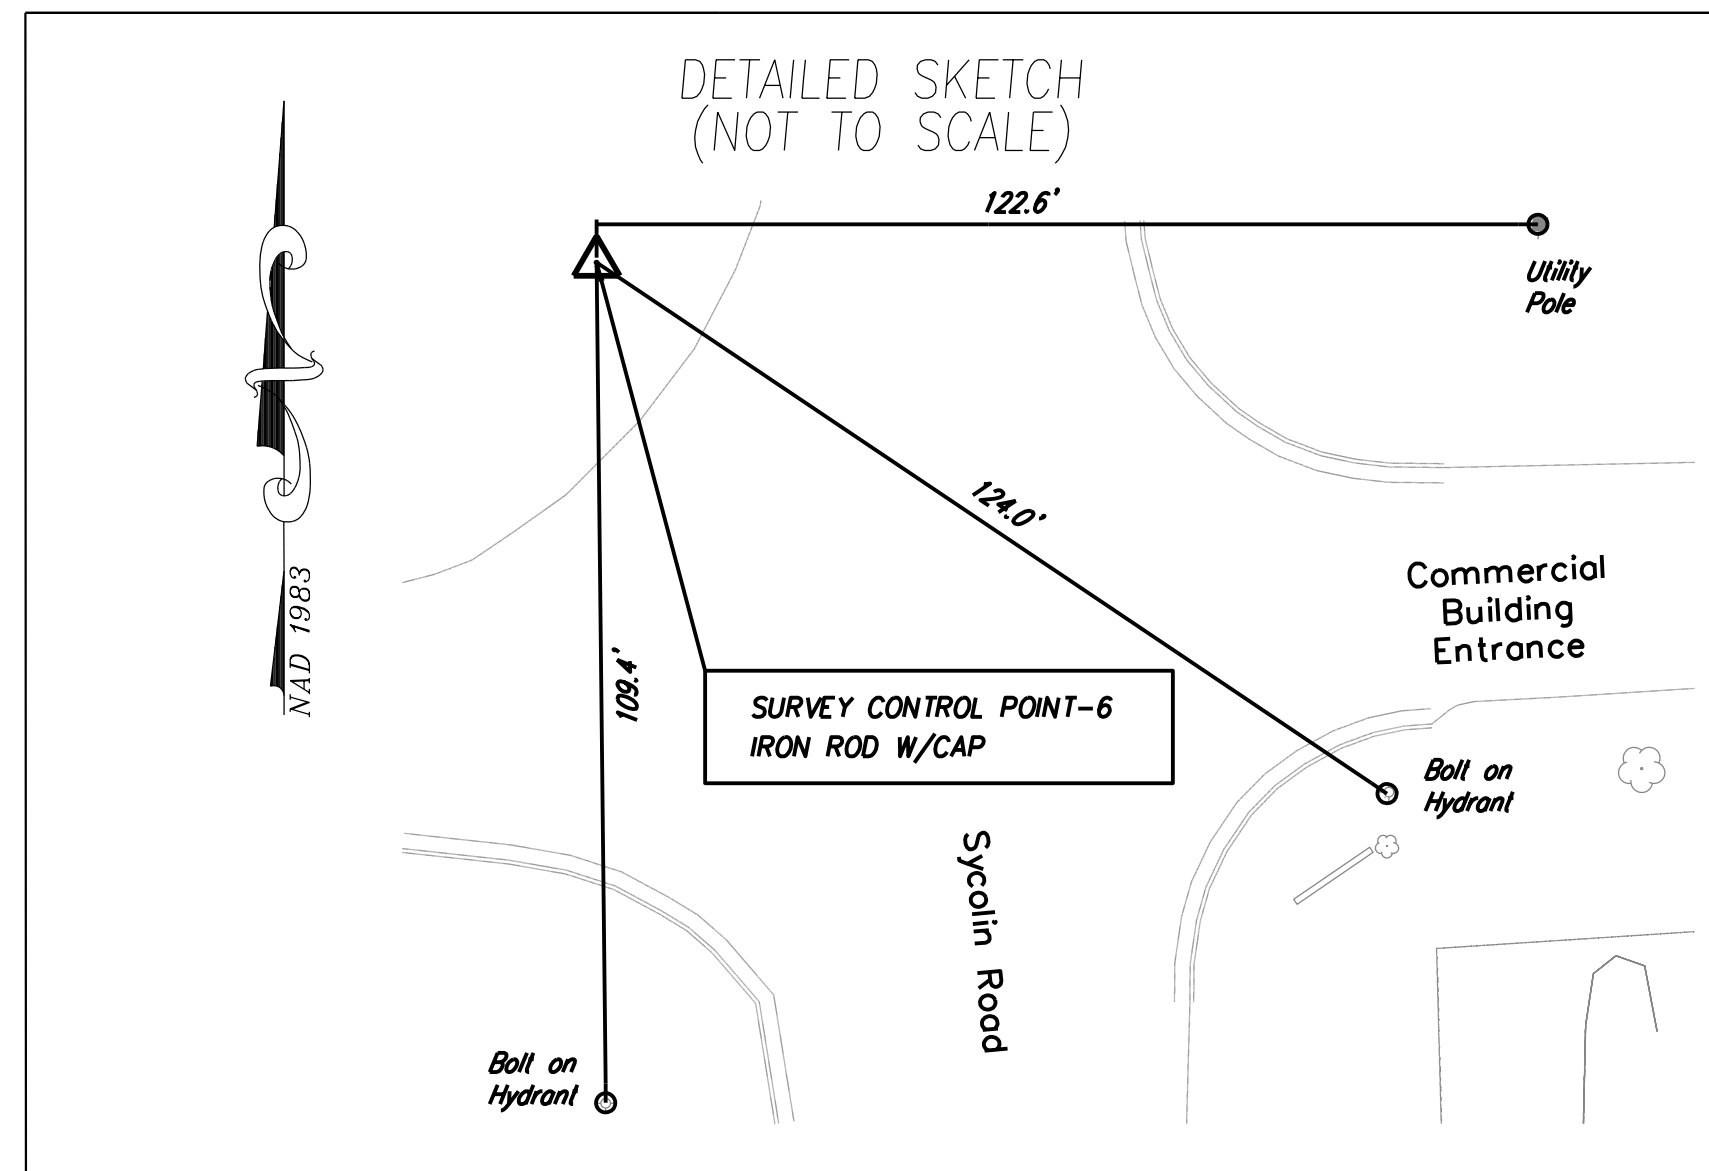 DETAILED SKETCH
(NOT TO SCALE)
122.6'
Utility
Pole
124.0'
NAD 1983
Commercial
Building
Entrance
109.4'
SURVEY CONTROL POINT-6
IRON ROD W/CAP
Bolt on
Hydrant
Sycolin Road
Bolt on
Hydrant